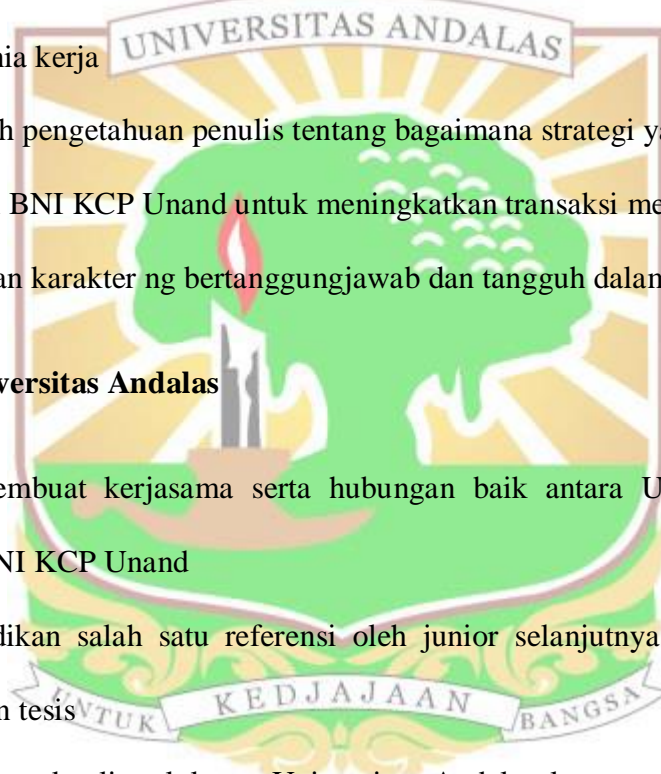 UNIVERSITAS ANDALAS
nia kerja
h pengetahuan penulis tentang bagaimana strategi ya
BNI KCP Unand untuk meningkatkan transaksi me
an karakter ng bertanggungjawab dan tangguh dalan
versitas Andalas
embuat kerjasama serta hubungan baik antara U
NI KCP Unand
dikan salah satu referensi oleh junior selanjutnya
n tesis
UNTUK KEDJAJAAN BANGSA